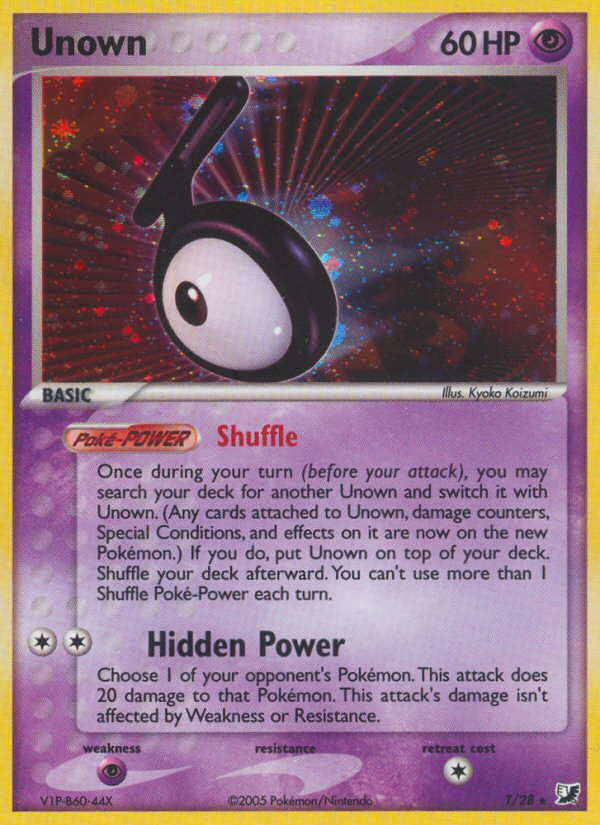 Unown 60 HP
BASIC
Illus. Kyoko Koizumi
Poké-POWER Shuffle
Once during your turn (before your attack), you may
search your deck for another Unown and switch it with
Unown. (Any cards attached to Unown, damage counters,
Special Conditions, and effects on it are now on the new
Pokémon.) If you do, put Unown on top of your deck.
Shuffle your deck afterward. You can't use more than 1
Shuffle Poké-Power each turn.
Hidden Power
Choose 1 of your opponent's Pokémon. This attack does
20 damage to that Pokémon. This attack's damage isn't
affected by Weakness or Resistance.
weakness resistance retreat cost
V1P-B60-44X ©2005 Pokémon/Nintendo T/28 ★